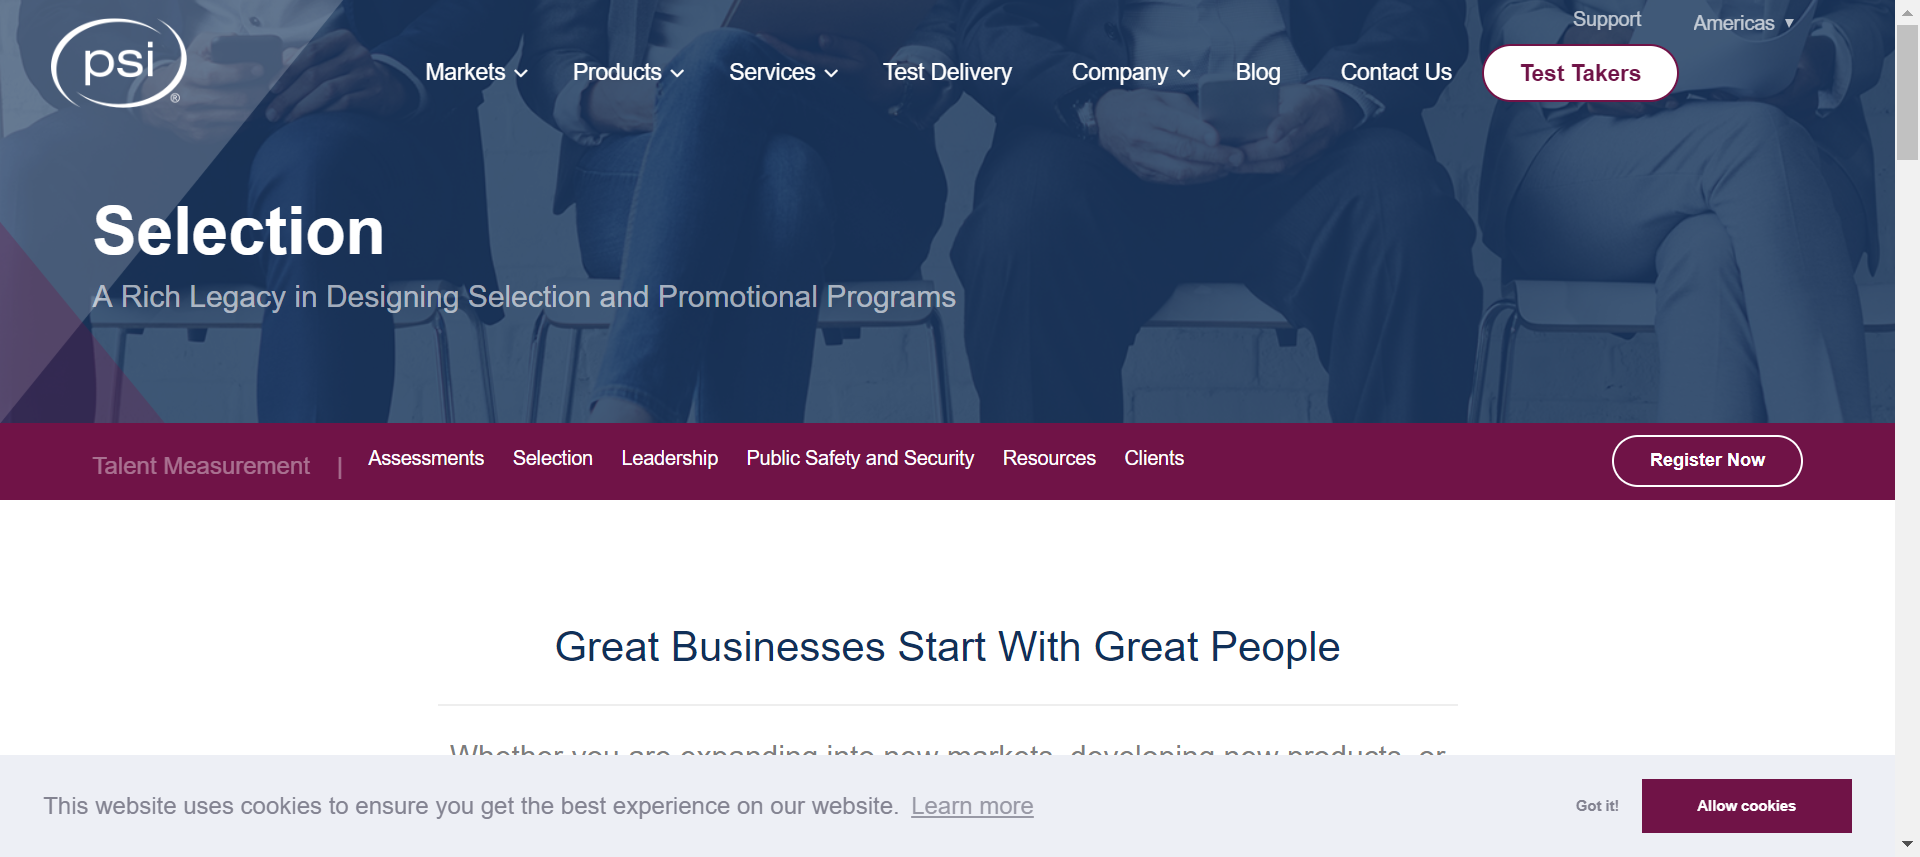 psi
®
Support
Americas ▼
Markets
Products
Services
Test Delivery
Company
Blog
Contact Us
Test Takers
Selection
A Rich Legacy in Designing Selection and Promotional Programs
Talent Measurement |
Assessments
Selection
Leadership
Public Safety and Security
Resources
Clients
Register Now
Great Businesses Start With Great People
Whether you are expanding into new markets, developing new products, or
This website uses cookies to ensure you get the best experience on our website. Learn more
Got it!
Allow cookies